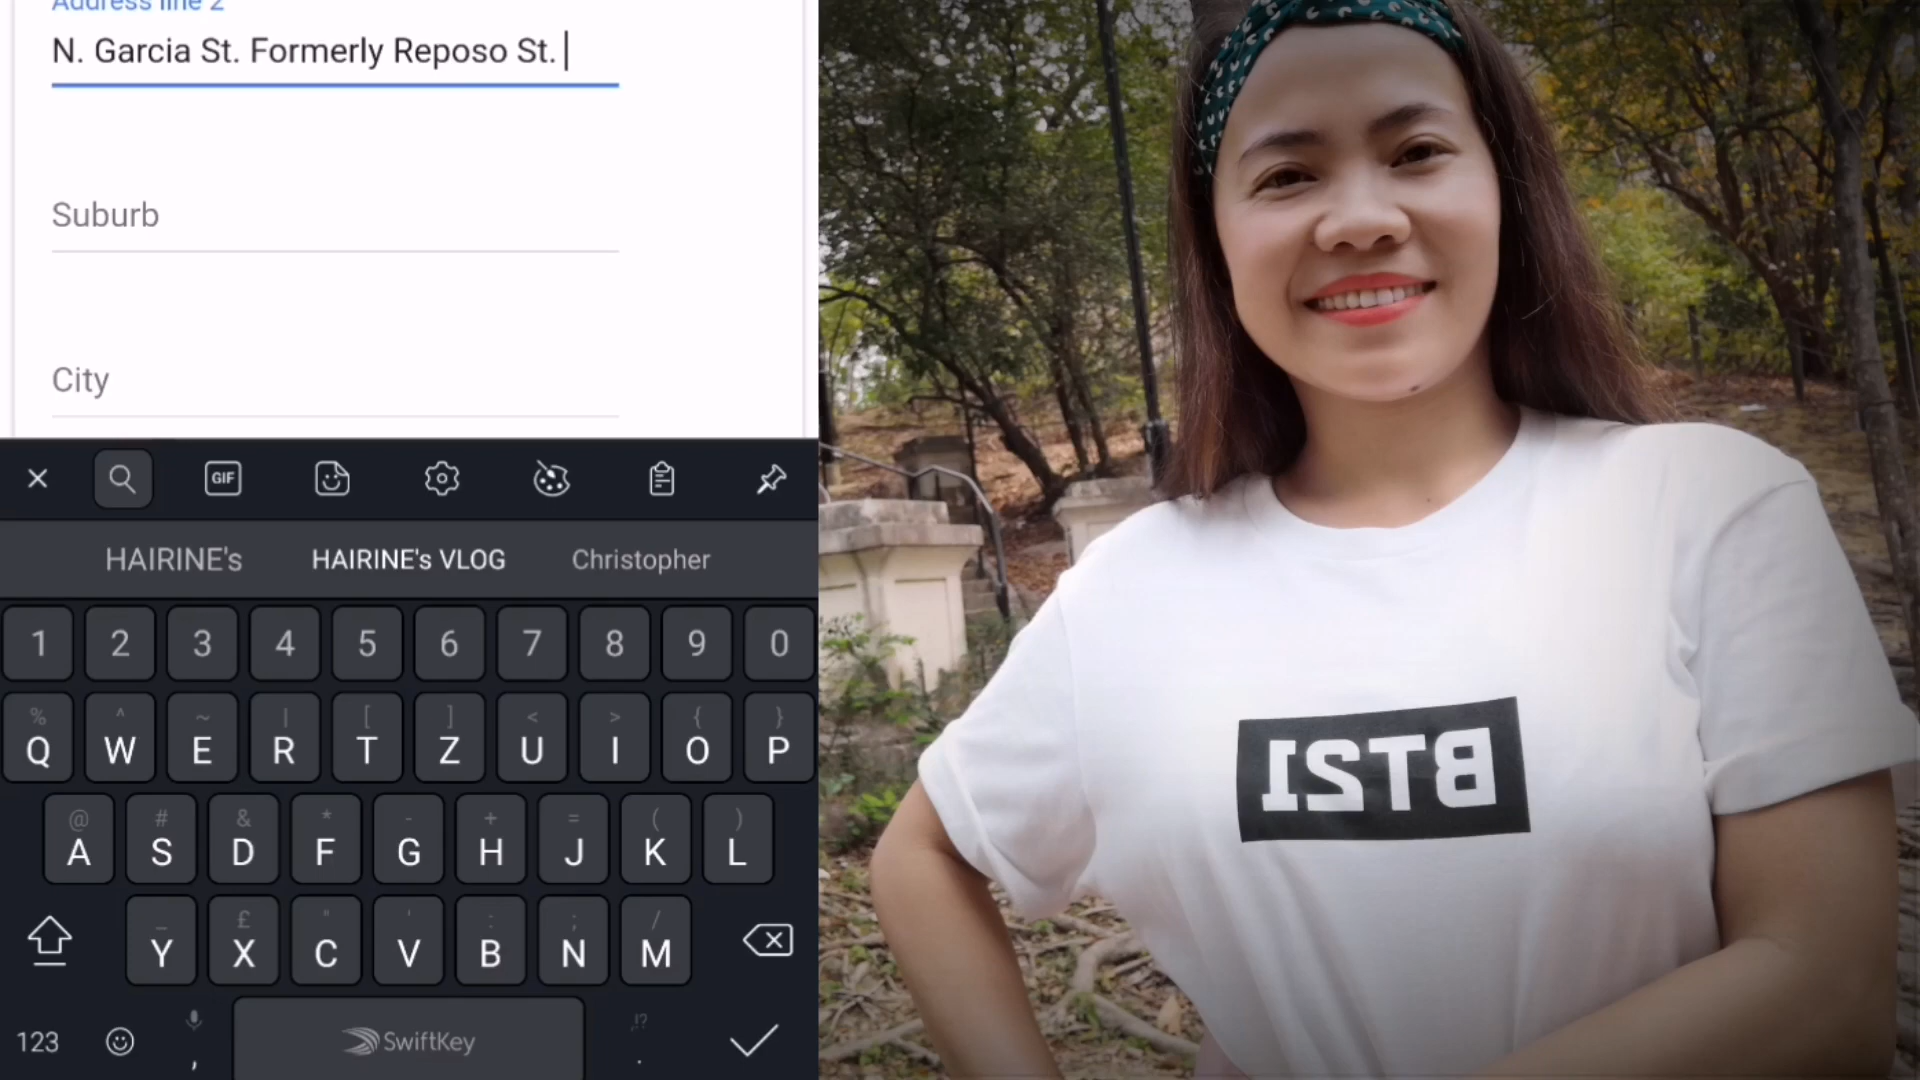 Address line 2
N. Garcia St. Formerly Reposo St.
Suburb
City
GIF
HAIRINE's HAIRINE's VLOG Christopher
1 2 3 4 5 6 7 8 9 0
% ^ ~ | [ ] < > { }
Q W E R T Z U I O P
@ # & * - + = ( )
A S D F G H J K L
_ £ " ' : ; /
Y X C V B N M
,!?
123 , SwiftKey .
BT21